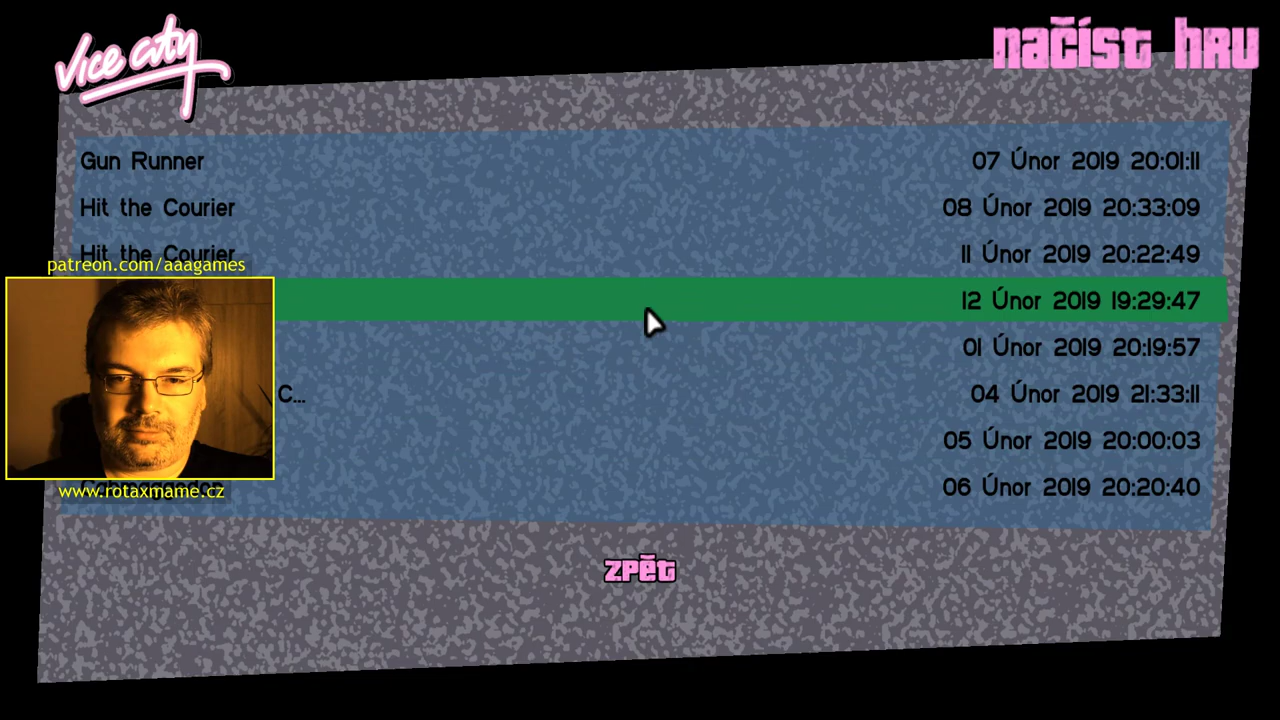 vice city
načíst hru
Gun Runner 07 Únor 2019 20:01:11
Hit the Courier 08 Únor 2019 20:33:09
Hit the Courier 11 Únor 2019 20:22:49
patreon.com/aaagames
12 Únor 2019 19:29:47
01 Únor 2019 20:19:57
C... 04 Únor 2019 21:33:11
05 Únor 2019 20:00:03
06 Únor 2019 20:20:40
www.rotaxmame.cz
zpět